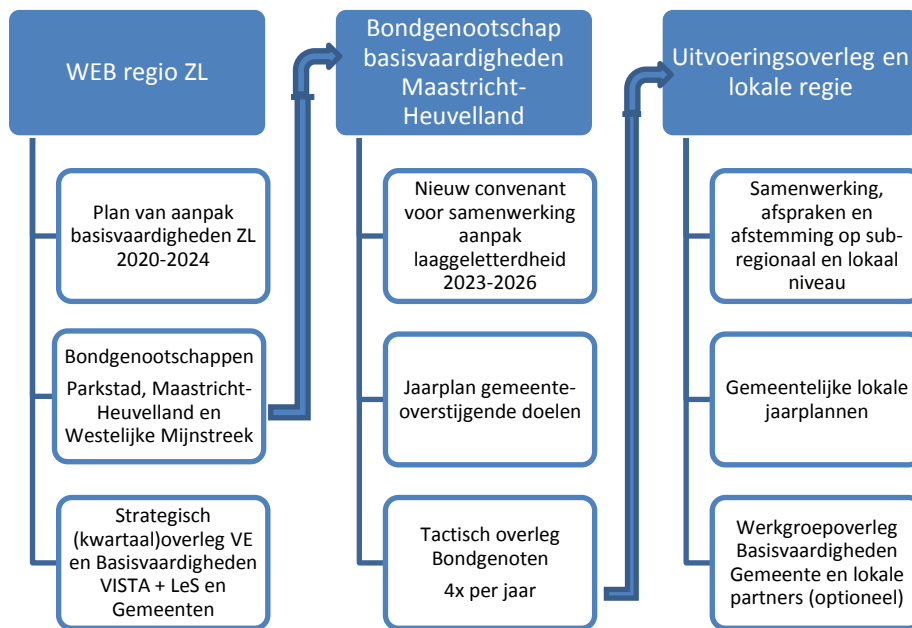 WEB regio ZL
Plan van aanpak
basisvaardigheden ZL
2020-2024
Bondgenootschappen
Parkstad, Maastricht-
Heuvelland en
Westelijke Mijnstreek
Strategisch
(kwartaal)overleg VE
en Basisvaardigheden
VISTA + LeS en
Gemeenten
Bondgenootschap
basisvaardigheden
Maastricht-
Heuvelland
Nieuw convenant
voor samenwerking
aanpak
laaggeletterdheid
2023-2026
Jaarplan gemeente-
overstijgende doelen
Tactisch overleg
Bondgenoten
4x per jaar
Uitvoeringsoverleg en
lokale regie
Samenwerking,
afspraken en
afstemming op sub-
regionaal en lokaal
niveau
Gemeentelijke lokale
jaarplannen
Werkgroepoverleg
Basisvaardigheden
Gemeente en lokale
partners (optioneel)